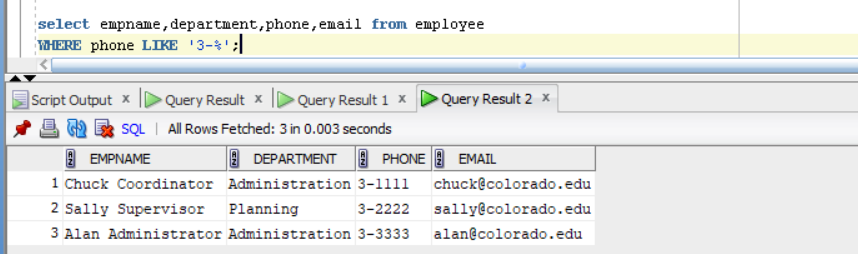 select empname,department,phone,email from employee
WHERE phone LIKE '3-%';
Script Output x Query Result x Query Result 1 x Query Result 2 x
SQL | All Rows Fetched: 3 in 0.003 seconds
EMPNAME DEPARTMENT PHONE EMAIL
1 Chuck Coordinator Administration 3-1111 chuck@colorado.edu
2 Sally Supervisor Planning 3-2222 sally@colorado.edu
3 Alan Administrator Administration 3-3333 alan@colorado.edu